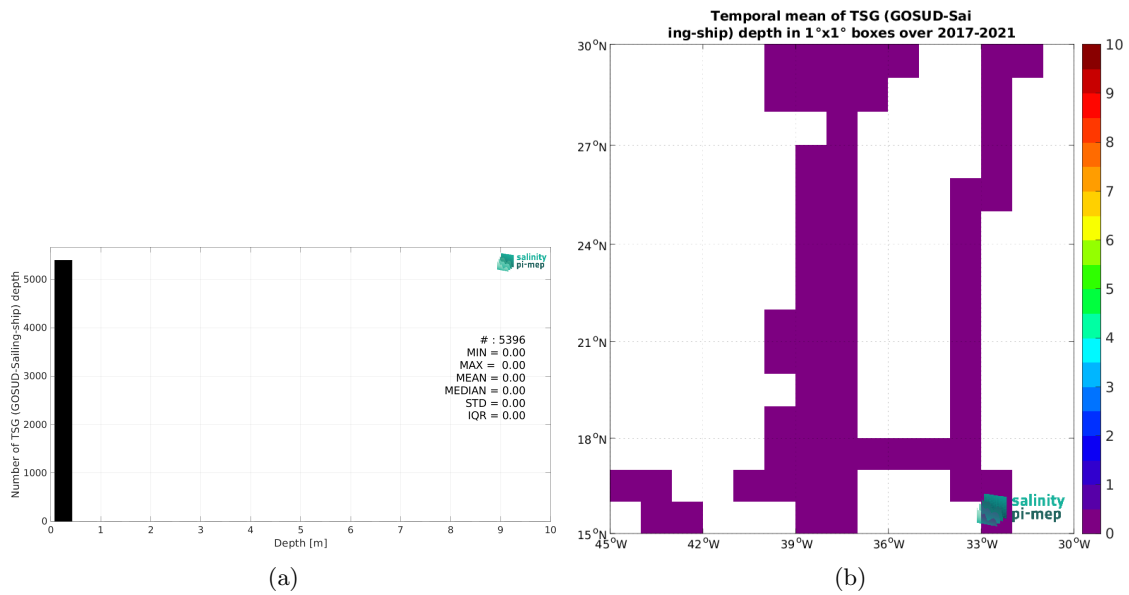 5000
4000
3000
2000
1000
0
0
1
2
3
4
5
6
7
8
9
10
Number of TSG (GOSUD-Sailing-ship) depth
Depth [m]
salinity
pi-mep
# : 5396
MIN = 0.00
MAX = 0.00
MEAN = 0.00
MEDIAN = 0.00
STD = 0.00
IQR = 0.00
(a)
Temporal mean of TSG (GOSUD-Sai
ing-ship) depth in 1°x1° boxes over 2017-2021
30°N
27°N
24°N
21°N
18°N
15°N
45°W
42°W
39°W
36°W
33°W
30°W
salinity
pi-mep
10
9
8
7
6
5
4
3
2
1
0
(b)